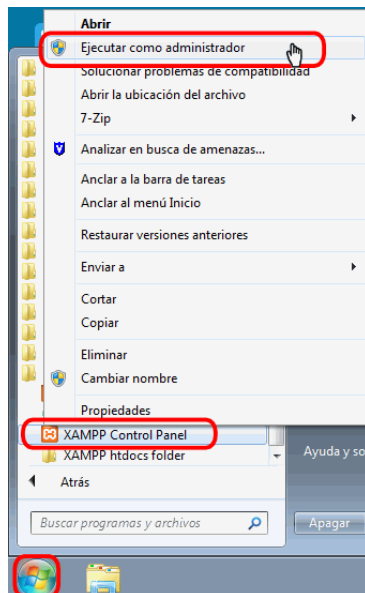 Abrir
Ejecutar como administrador
Solucionar problemas de compatibilidad
Abrir la ubicación del archivo
7-Zip
Analizar en busca de amenazas...
Anclar a la barra de tareas
Anclar al menú Inicio
Restaurar versiones anteriores
Enviar a
Cortar
Copiar
Eliminar
Cambiar nombre
Propiedades
XAMPP Control Panel
XAMPP htdocs folder
Ayuda y so
Atrás
Buscar programas y archivos
Apagar